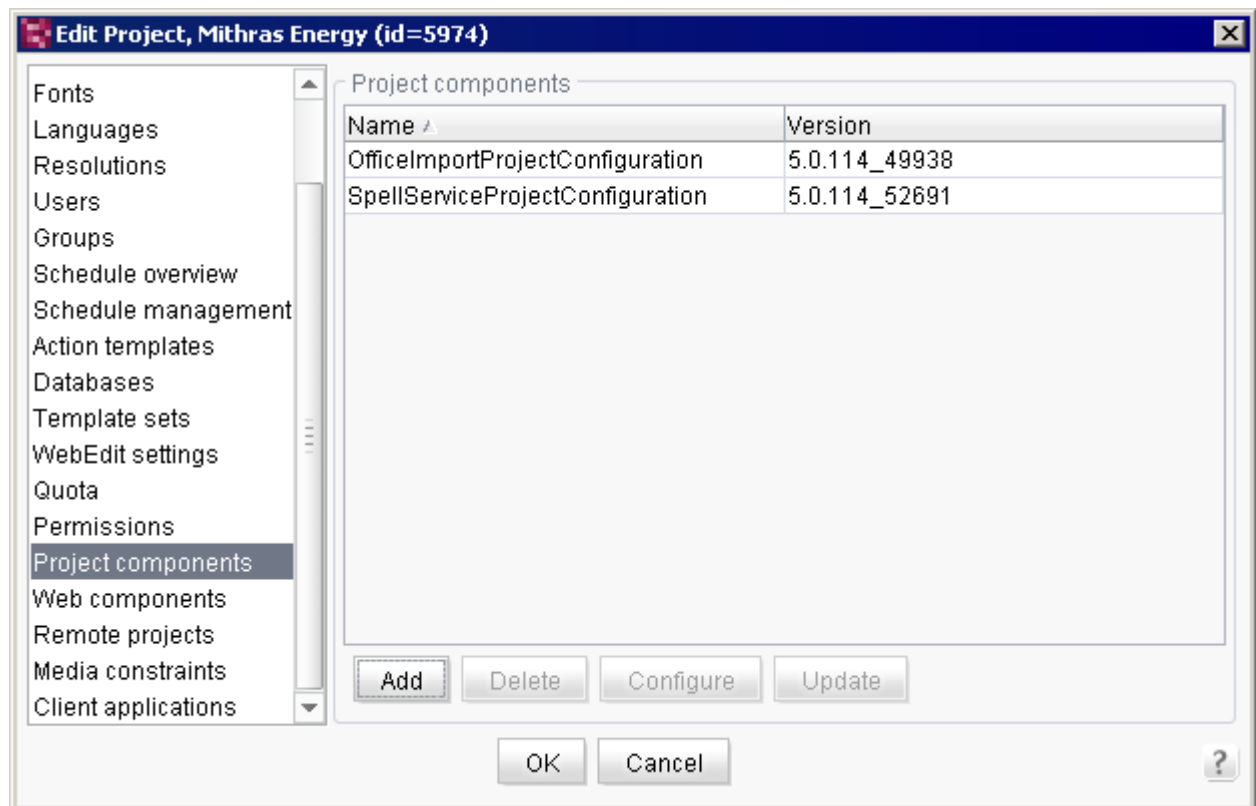 Edit Project, Mithras Energy (id=5974)
Fonts
Languages
Resolutions
Users
Groups
Schedule overview
Schedule management
Action templates
Databases
Template sets
WebEdit settings
Quota
Permissions
Project components
Web components
Remote projects
Media constraints
Client applications
Project components
Name Version
OfficeImportProjectConfiguration 5.0.114_49938
SpellServiceProjectConfiguration 5.0.114_52691
Add Delete Configure Update
OK Cancel ?